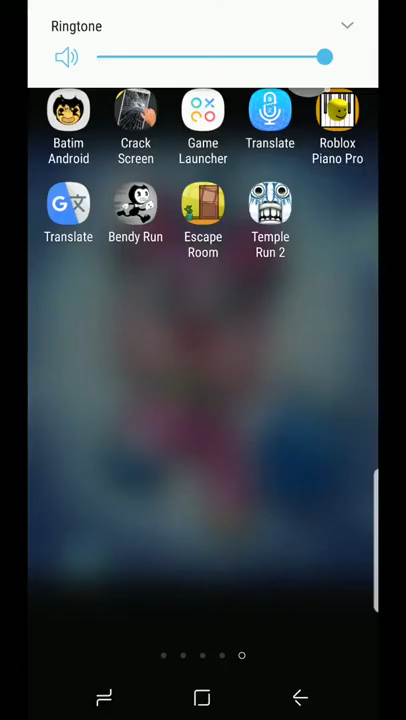 Ringtone
Batim
Android
Crack
Screen
Game
Launcher
Translate
Roblox
Piano Pro
Translate
Bendy Run
Escape
Room
Temple
Run 2